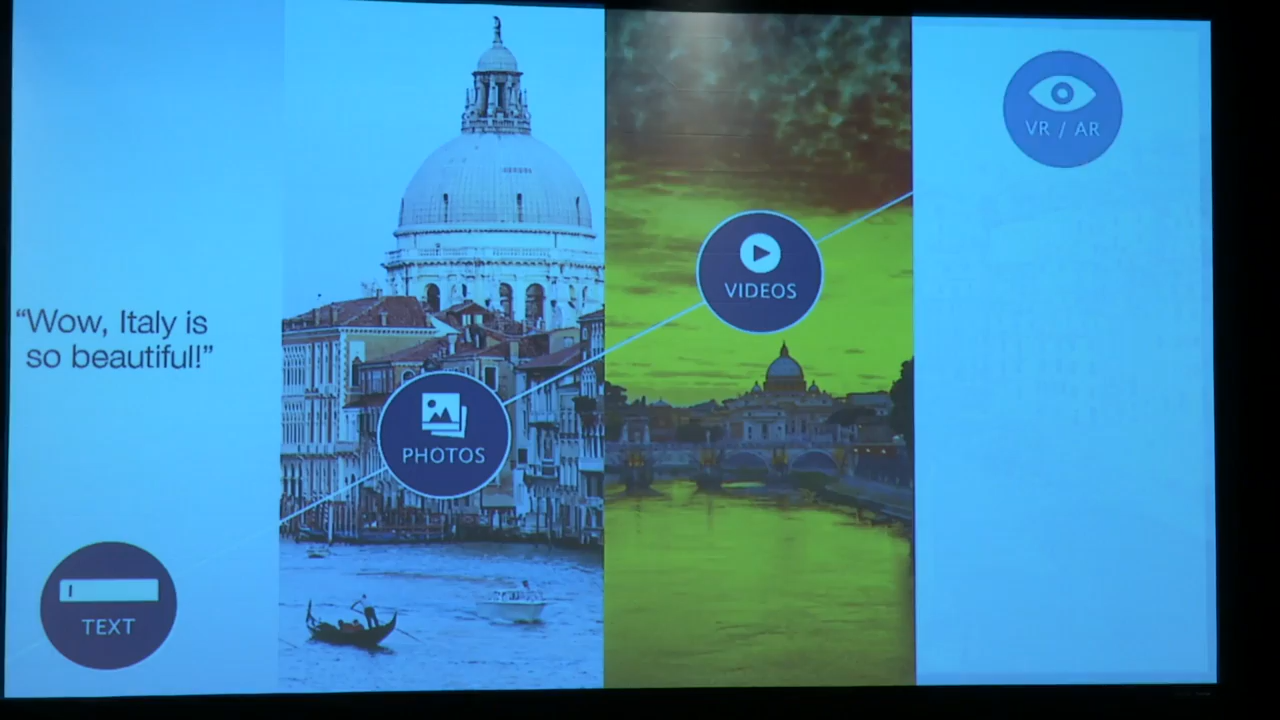 “Wow, Italy is
so beautiful!”
TEXT
PHOTOS
VIDEOS
VR / AR